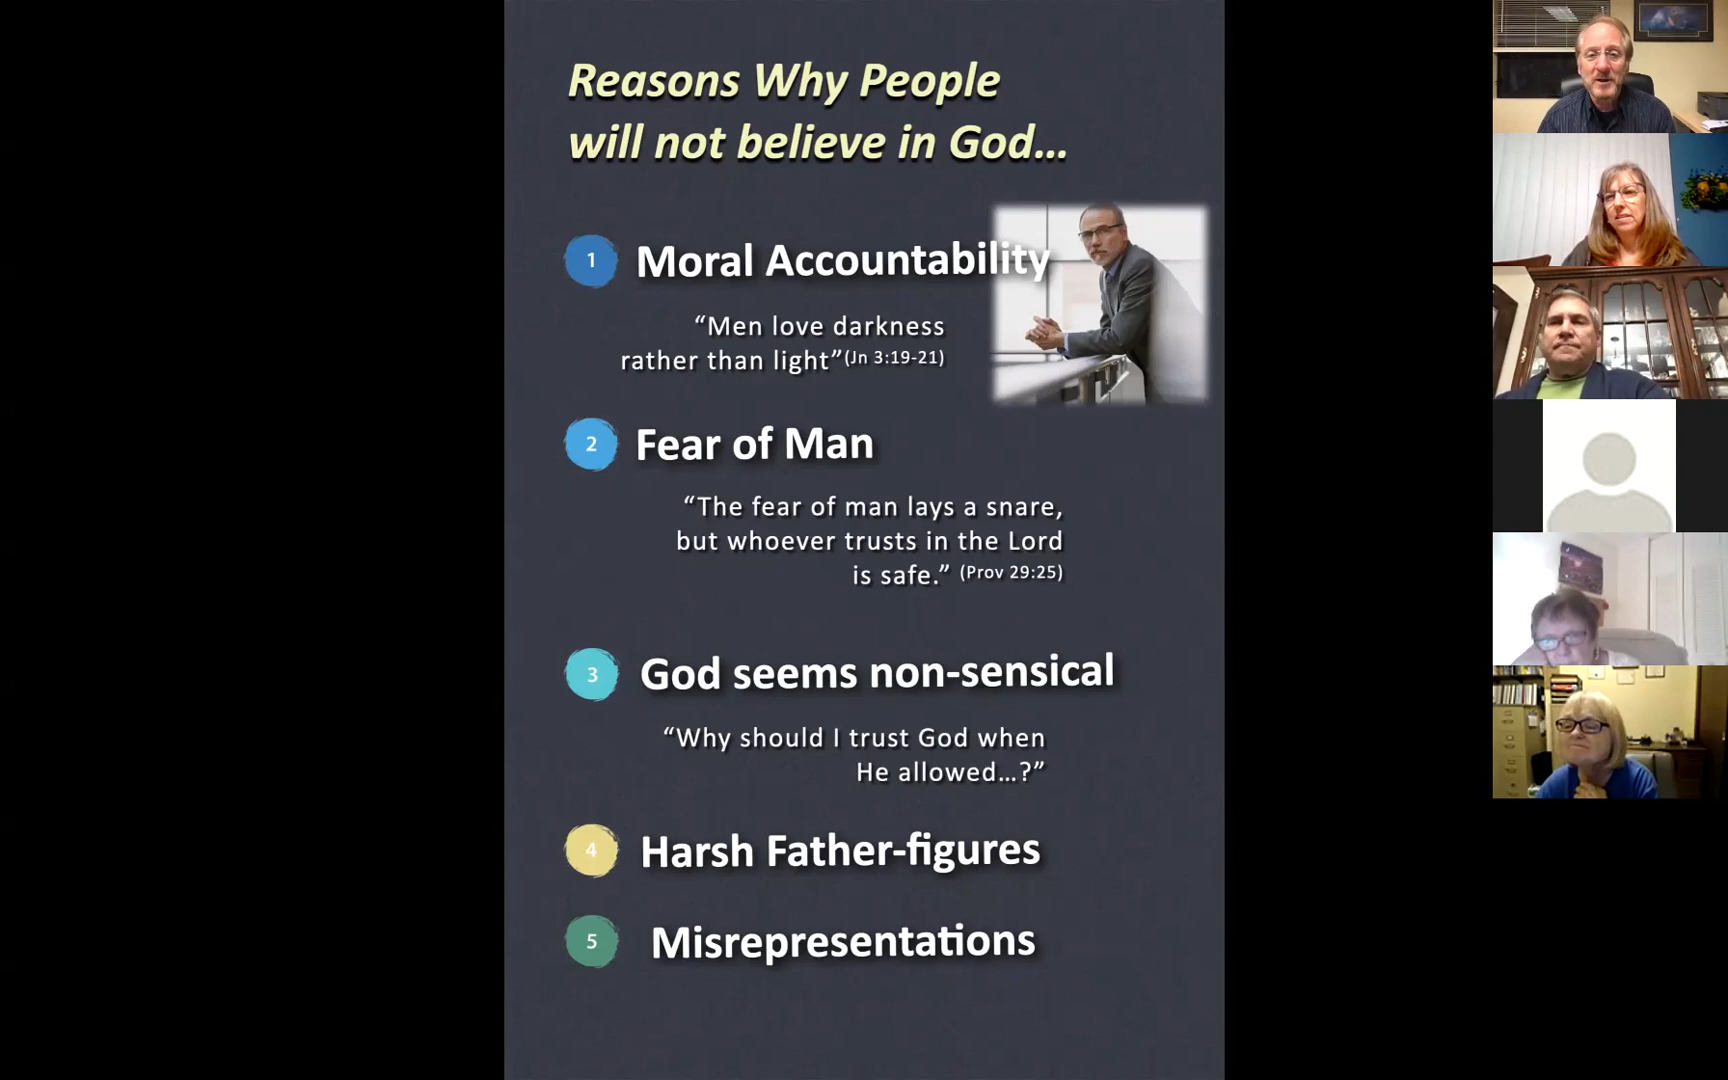 Reasons Why People
will not believe in God...
1 Moral Accountability
“Men love darkness
rather than light”(Jn 3:19-21)
2 Fear of Man
“The fear of man lays a snare,
but whoever trusts in the Lord
is safe.” (Prov 29:25)
3 God seems non-sensical
“Why should I trust God when
He allowed...?”
4 Harsh Father-figures
5 Misrepresentations